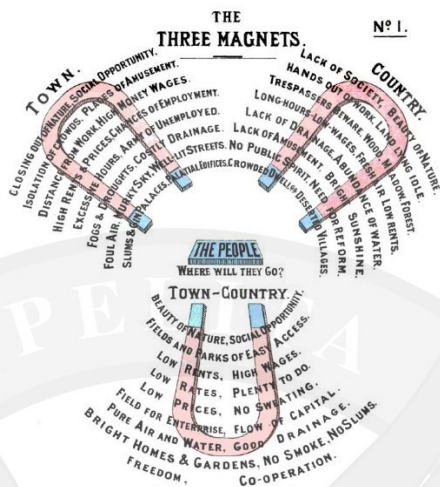 THE
THREE MAGNETS.
Nº 1.
TOWN.
CLOSING OUT OF NATURE. SOCIAL OPPORTUNITY.
ISOLATION OF CROWDS. PLACES OF AMUSEMENT.
DISTANCE FROM WORK. HIGH MONEY WAGES.
HIGH RENTS & PRICES. CHANCES OF EMPLOYMENT.
EXCESSIVE HOURS. ARMY OF UNEMPLOYED.
FOGS & DROUGHTS. COSTLY DRAINAGE.
FOUL AIR. MURKY SKY. WELL-LIT STREETS.
SLUMS & GIN PALACES. PALATIAL EDIFICES.
COUNTRY.
LACK OF SOCIETY. BEAUTY OF NATURE.
HANDS OUT OF WORK. LAND LYING IDLE.
TRESPASSERS BEWARE. WOOD, MEADOW, FOREST.
LONG HOURS-LOW WAGES. FRESH AIR. LOW RENTS.
LACK OF DRAINAGE. ABUNDANCE OF WATER.
LACK OF AMUSEMENT. BRIGHT SUNSHINE.
NO PUBLIC SPIRIT. NEED FOR REFORM.
CROWDED DWELLINGS. DESERTED VILLAGES.
THE PEOPLE
WHERE WILL THEY GO?
TOWN-COUNTRY.
BEAUTY OF NATURE, SOCIAL OPPORTUNITY.
FIELDS AND PARKS OF EASY ACCESS.
LOW RENTS, HIGH WAGES.
LOW RATES, PLENTY TO DO.
LOW PRICES, NO SWEATING.
FIELD FOR ENTERPRISE, FLOW OF CAPITAL.
PURE AIR AND WATER, GOOD DRAINAGE.
BRIGHT HOMES & GARDENS, NO SMOKE, NO SLUMS.
FREEDOM, CO-OPERATION.